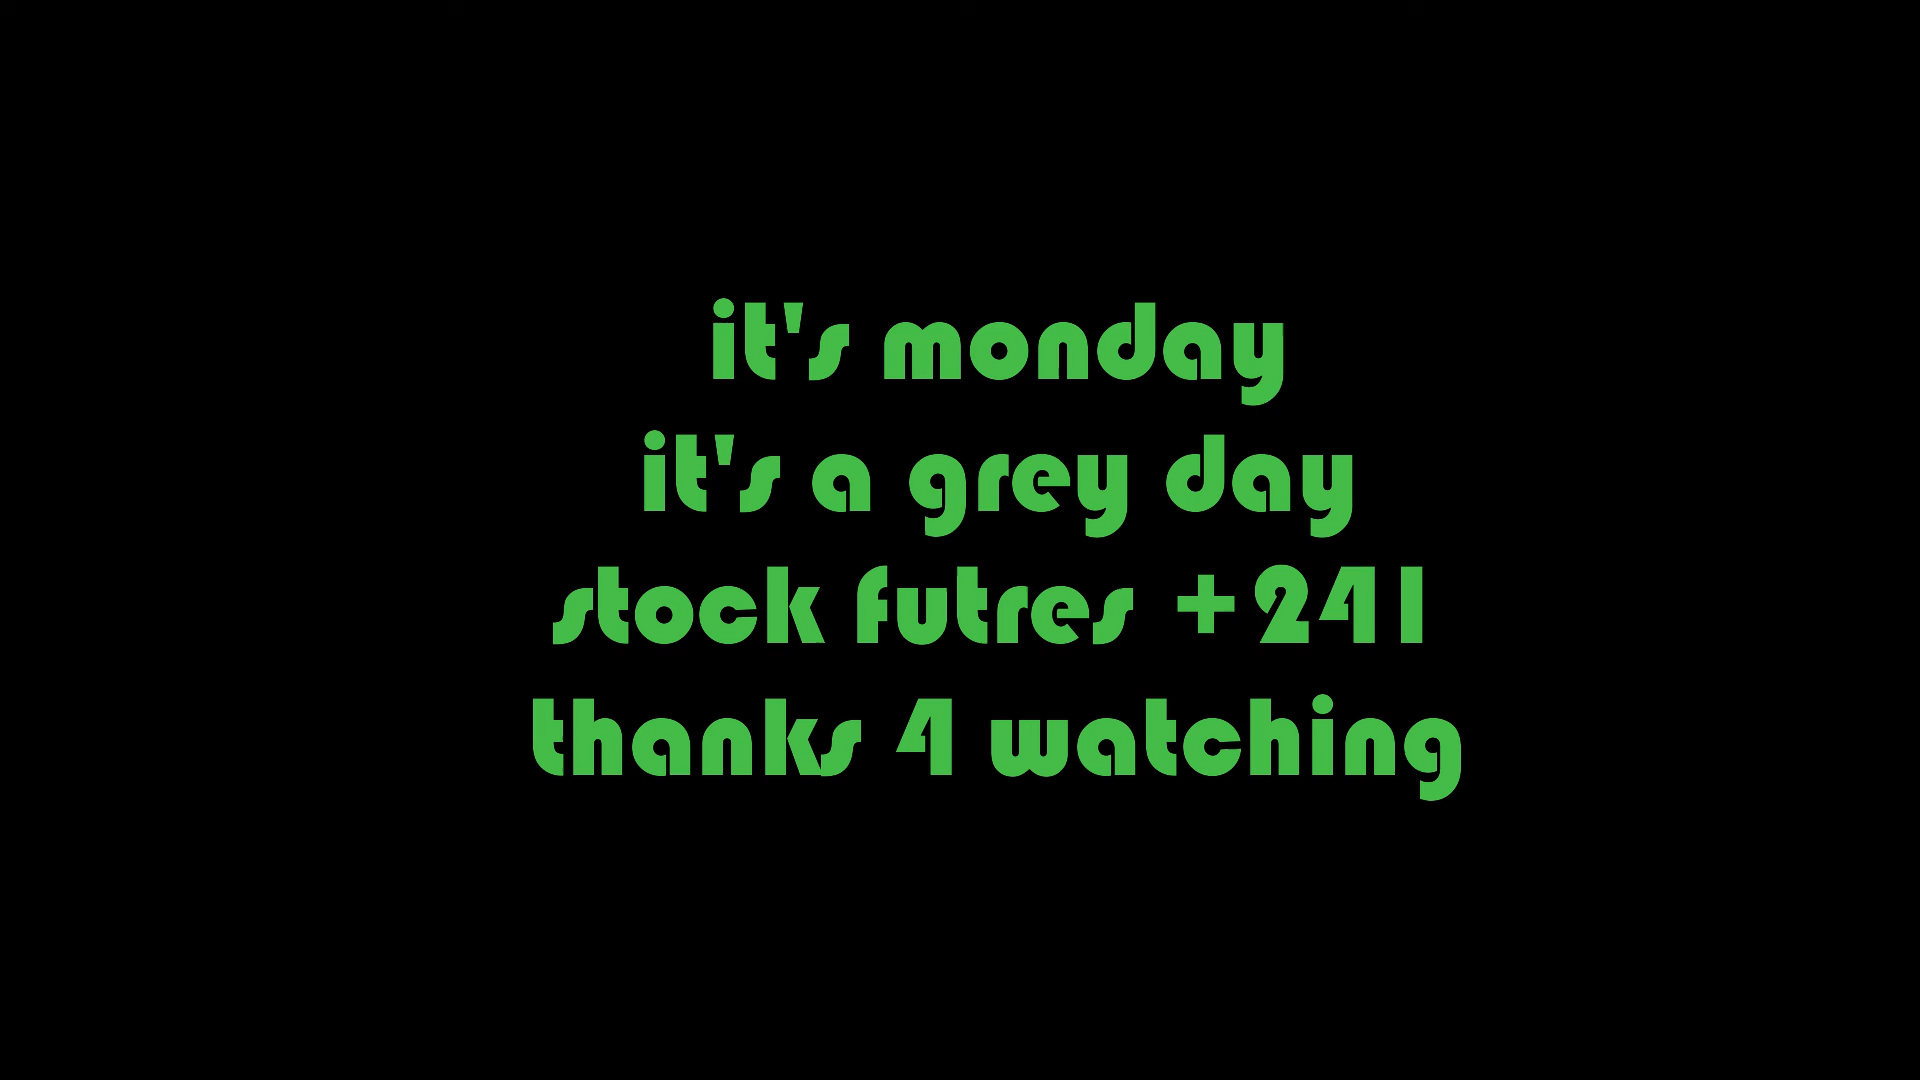 it's monday
it's a grey day
stock futres +241
thanks 4 watching